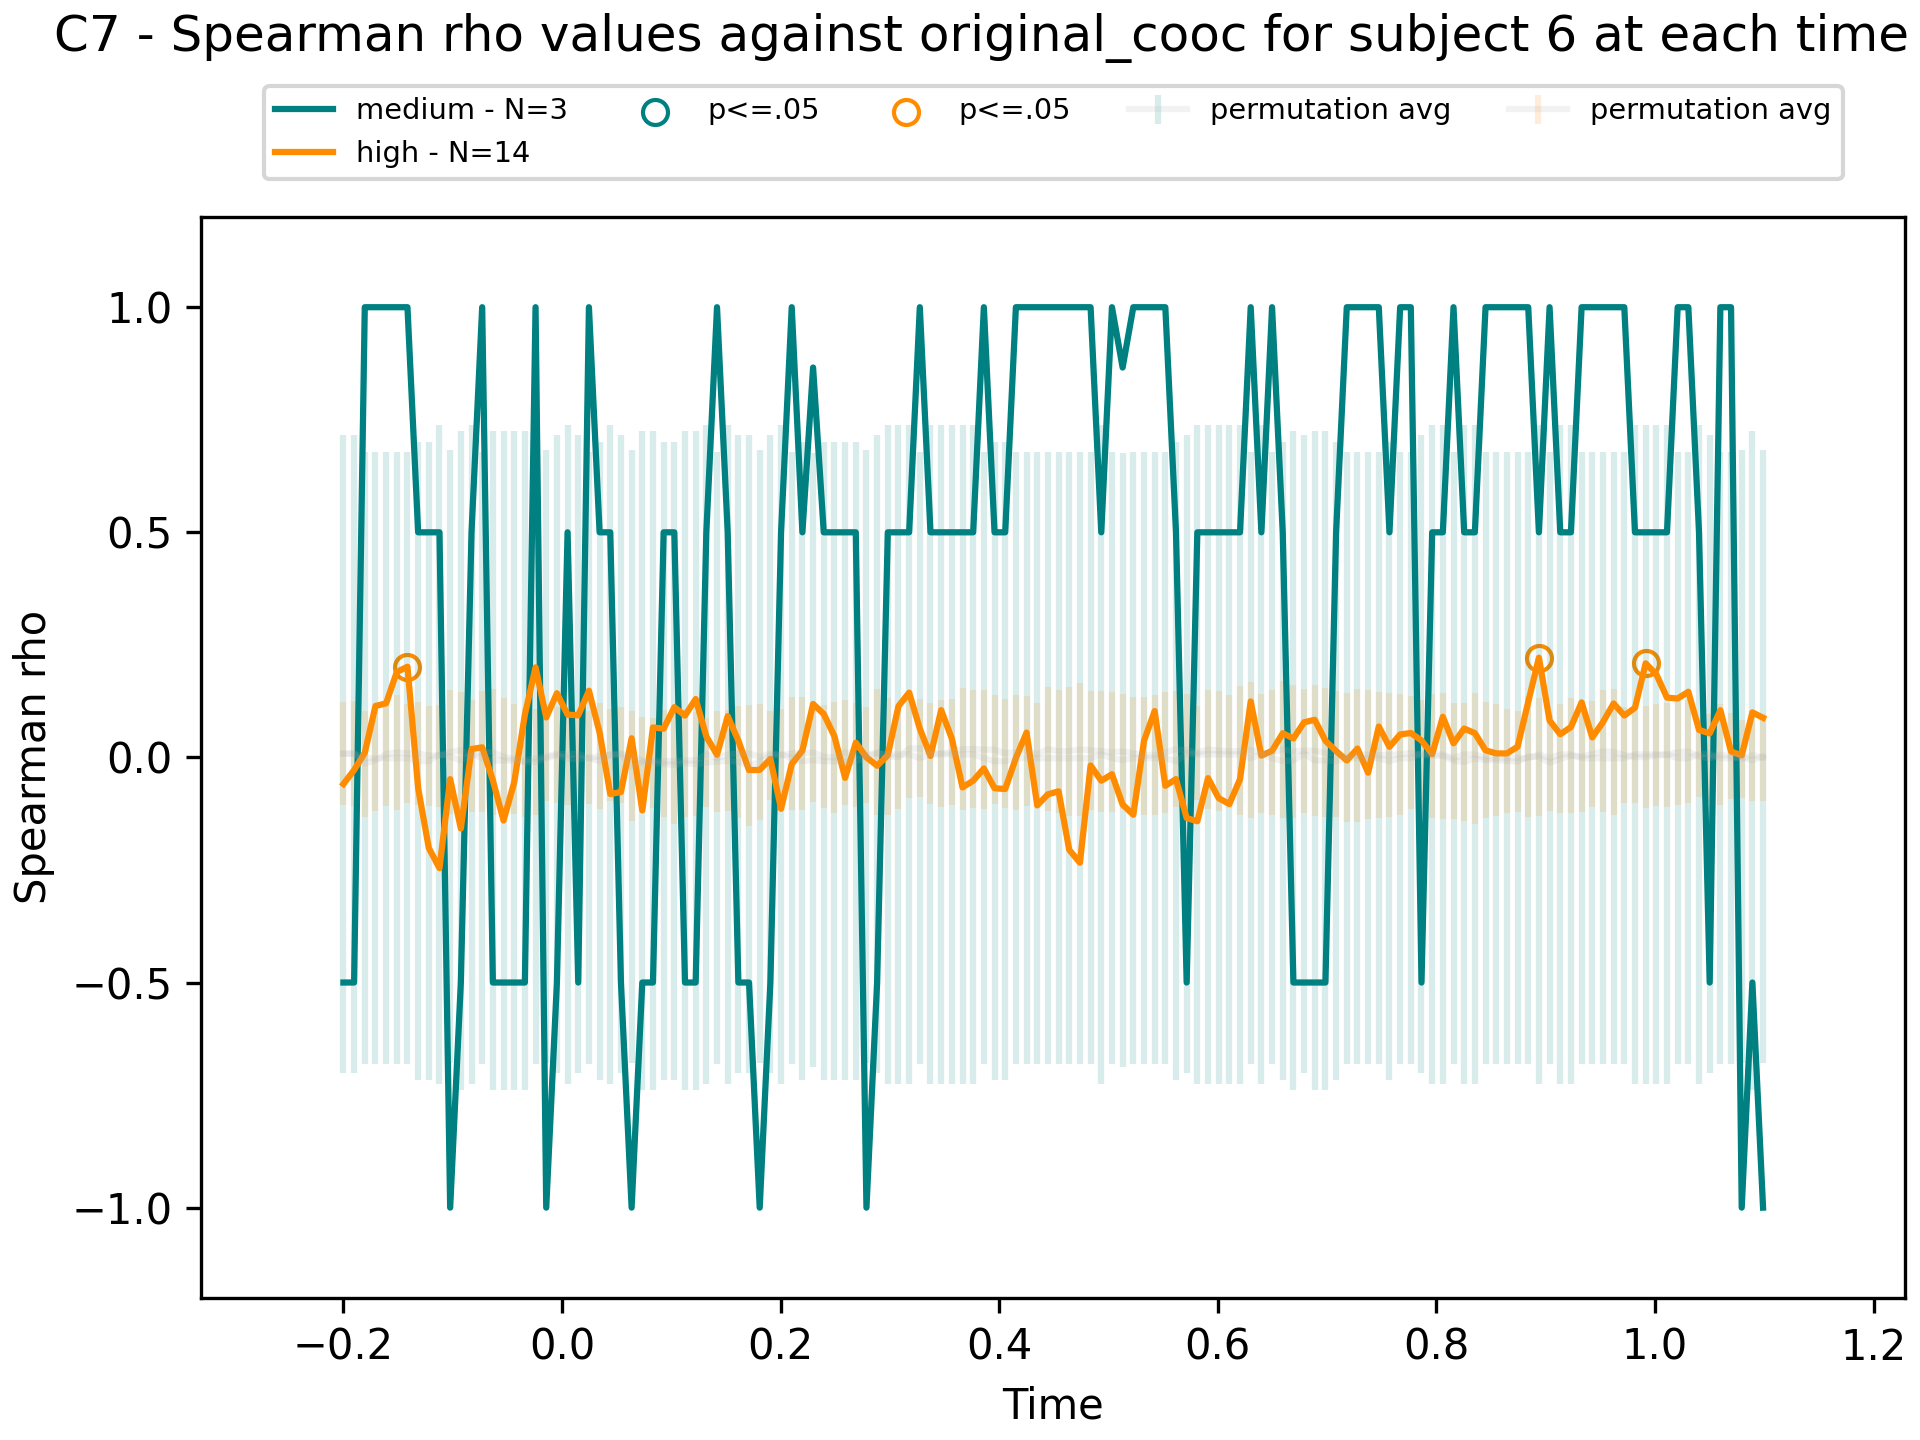 C7 - Spearman rho values against original_cooc for subject 6 at each time
medium - N=3
high - N=14
p<=.05
p<=.05
permutation avg
permutation avg
1.0
0.5
0.0
−0.5
−1.0
Spearman rho
−0.2 0.0 0.2 0.4 0.6 0.8 1.0 1.2
Time